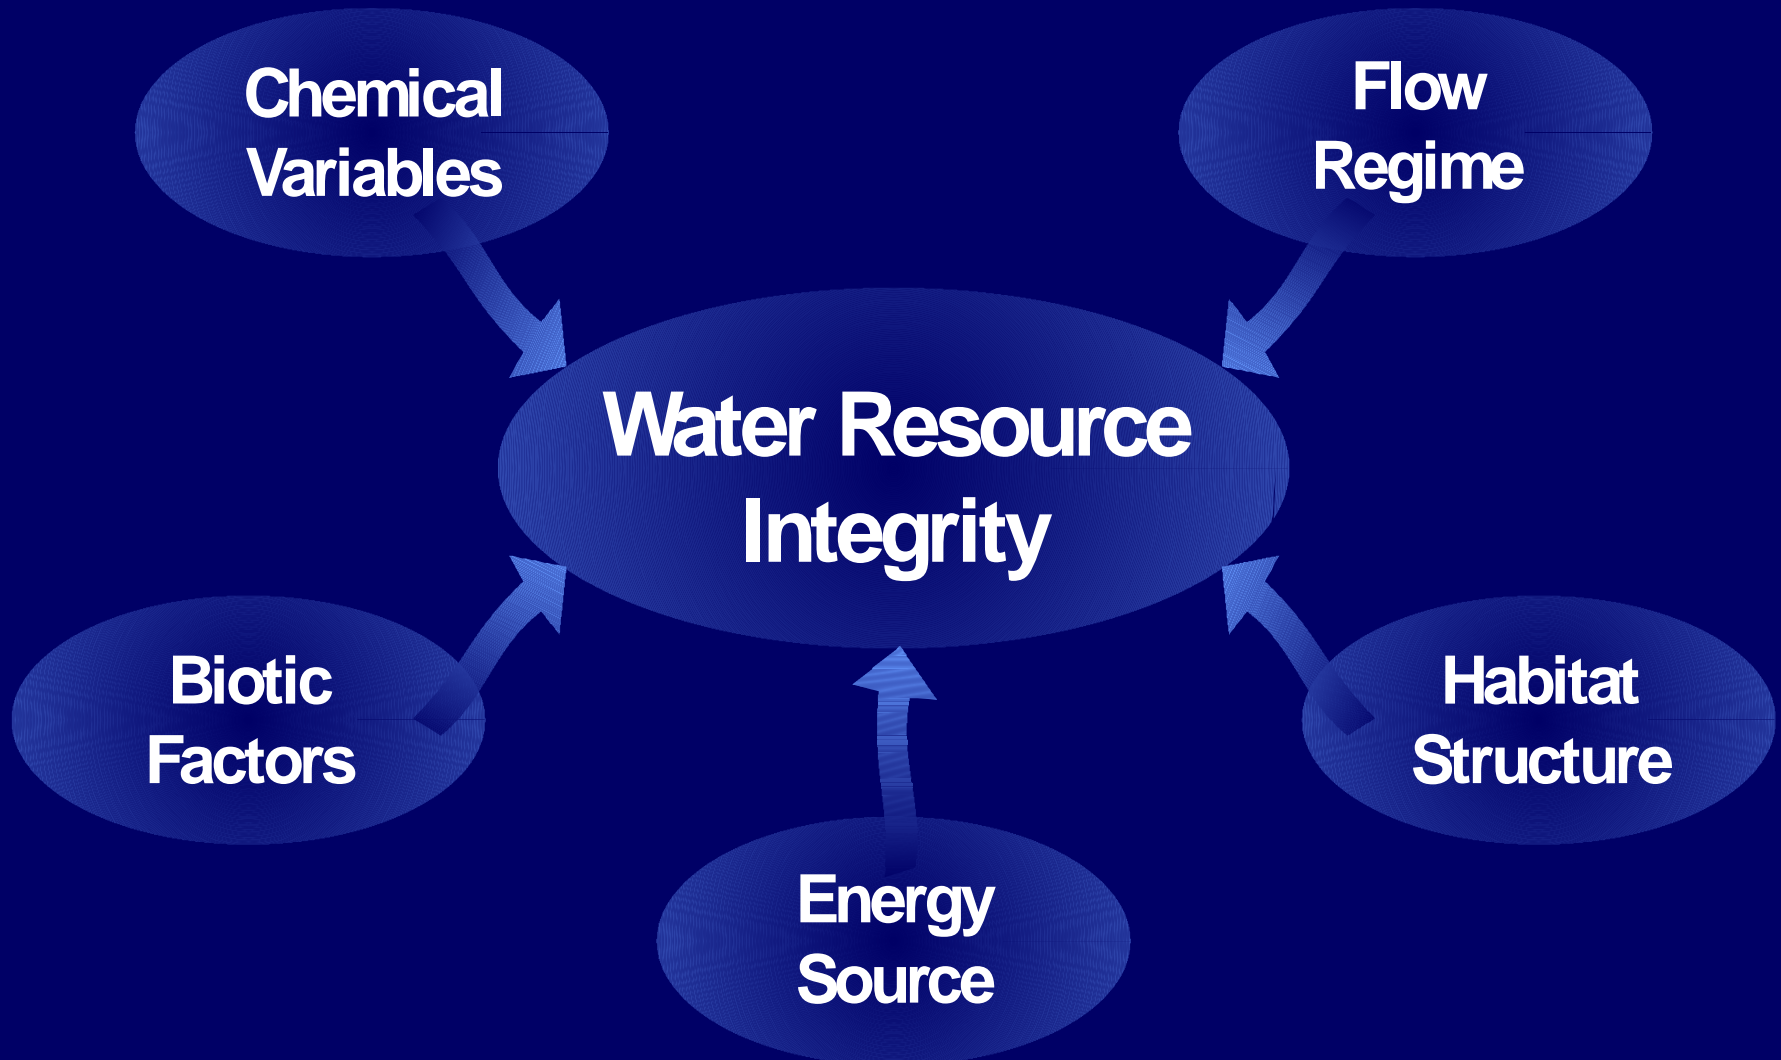 Chemical
Variables
Flow
Regime
Water Resource
Integrity
Biotic
Factors
Habitat
Structure
Energy
Source